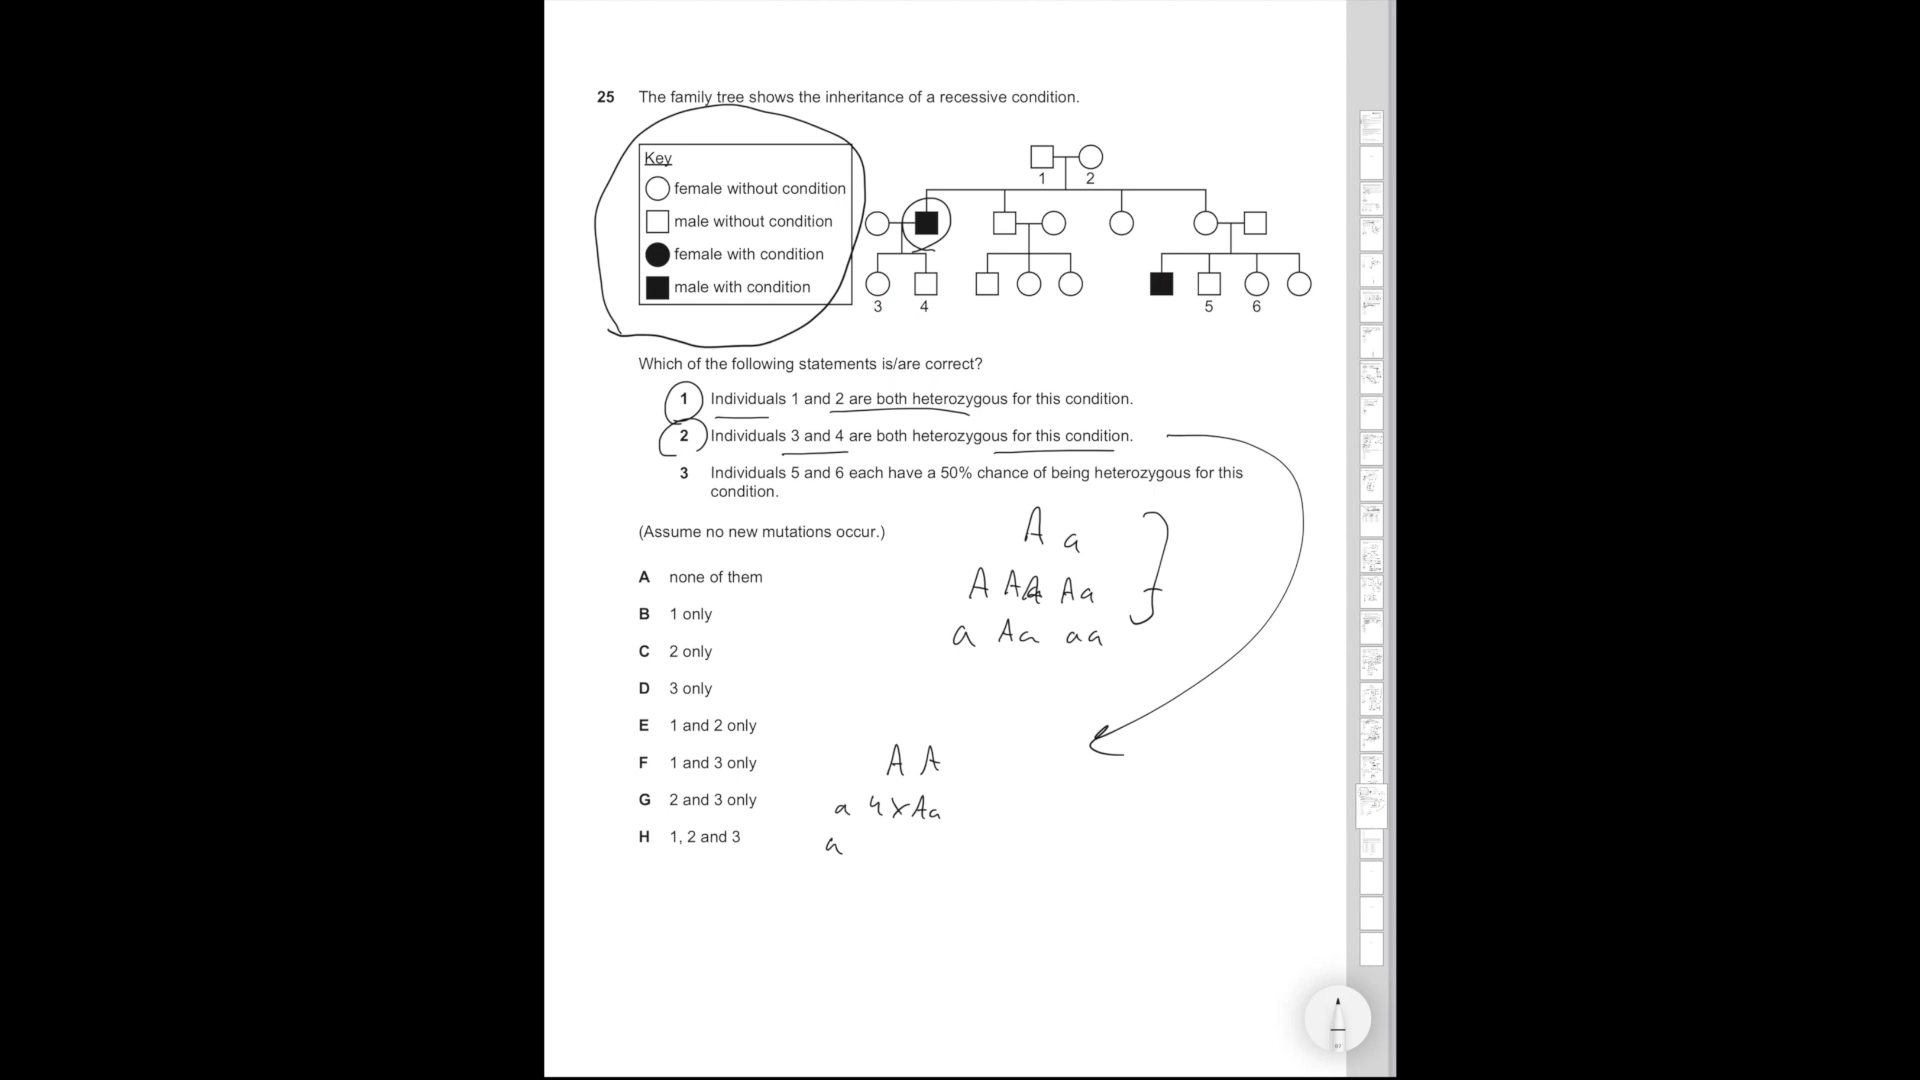 25 The family tree shows the inheritance of a recessive condition.
Key
female without condition
male without condition
female with condition
male with condition
1 2
3 4 5 6
Which of the following statements is/are correct?
1 Individuals 1 and 2 are both heterozygous for this condition.
2 Individuals 3 and 4 are both heterozygous for this condition.
3 Individuals 5 and 6 each have a 50% chance of being heterozygous for this
condition.
(Assume no new mutations occur.)
A none of them
B 1 only
C 2 only
D 3 only
E 1 and 2 only
F 1 and 3 only
G 2 and 3 only
H 1, 2 and 3
A a
A AA Aa
a Aa aa
A A
a 4xAa
a